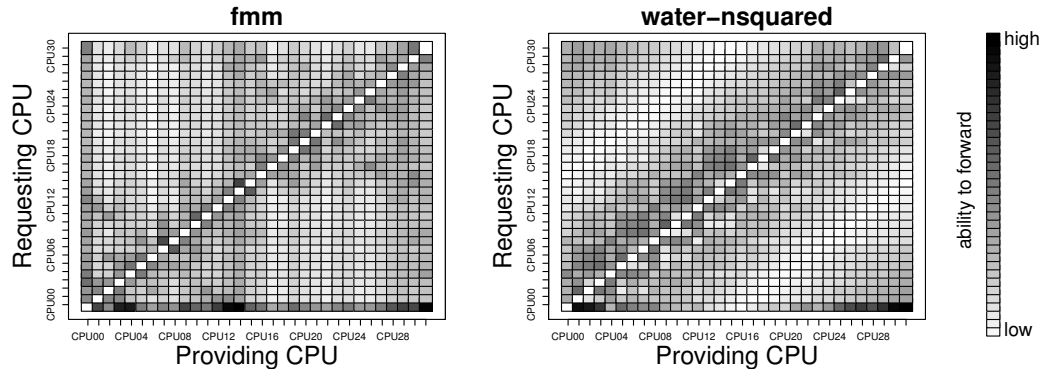 fmm
water−nsquared
Requesting CPU
CPU30
CPU24
CPU18
CPU12
CPU06
CPU00
CPU00 CPU04 CPU08 CPU12 CPU16 CPU20 CPU24 CPU28
Providing CPU
Requesting CPU
CPU30
CPU24
CPU18
CPU12
CPU06
CPU00
CPU00 CPU04 CPU08 CPU12 CPU16 CPU20 CPU24 CPU28
Providing CPU
high
ability to forward
low